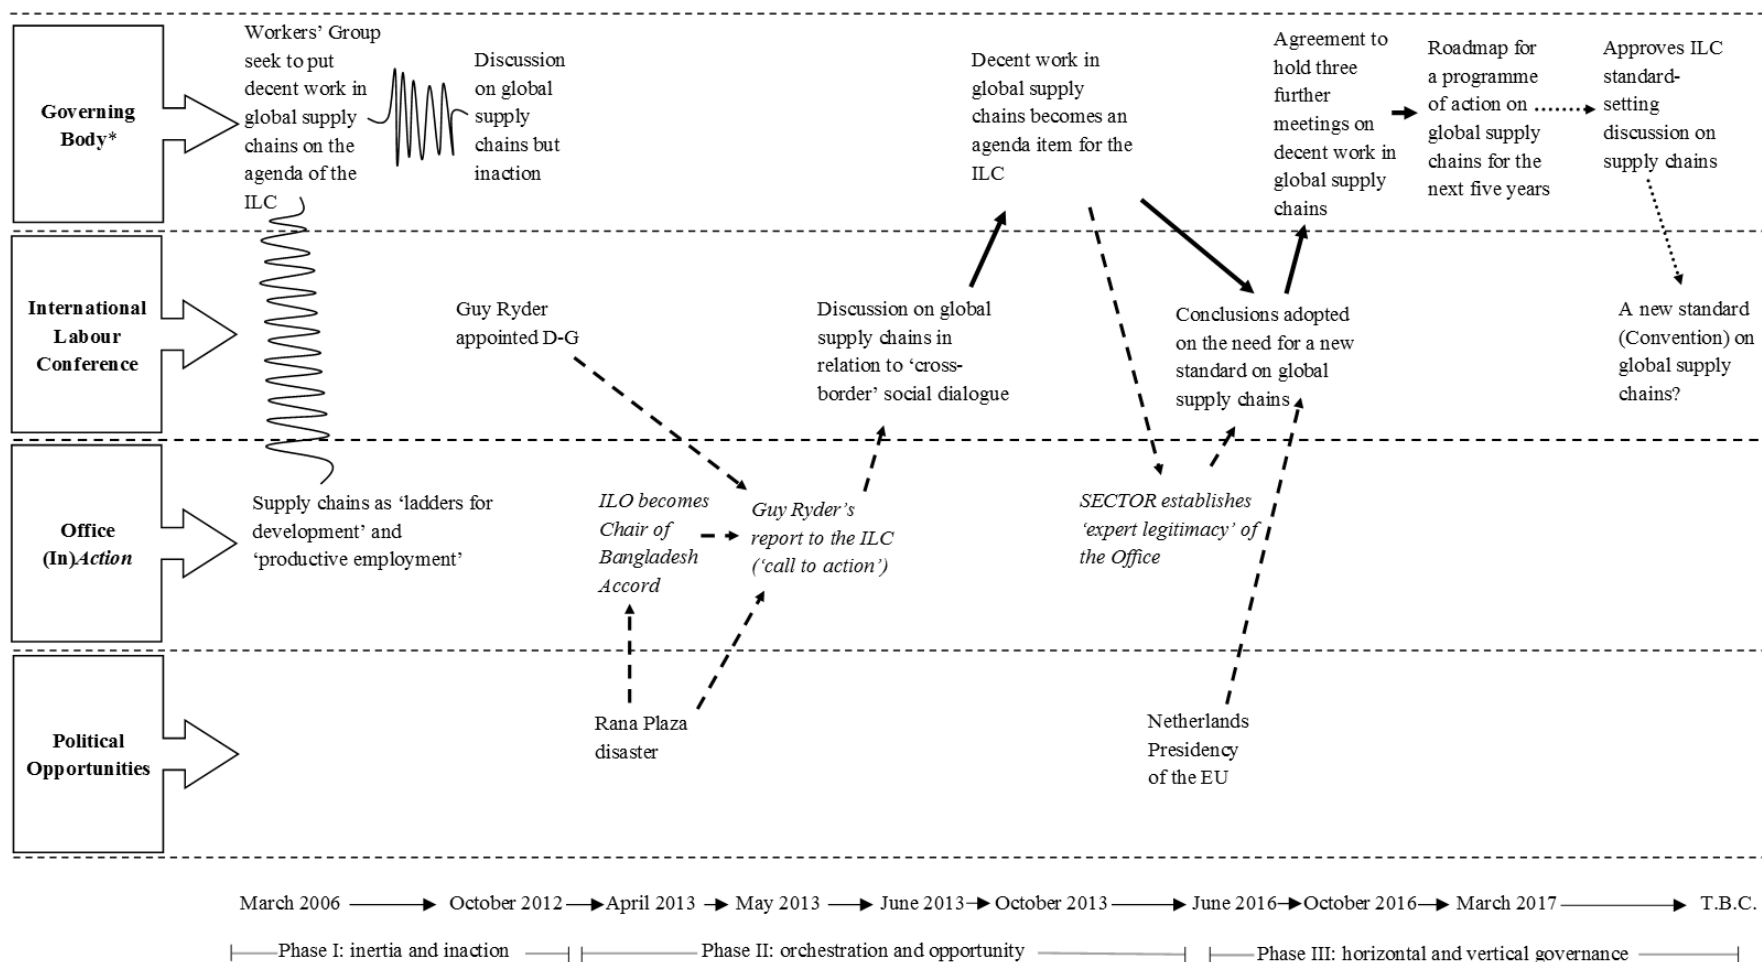 Governing
Body*
Workers’ Group
seek to put
decent work in
global supply
chains on the
agenda of the
ILC
Discussion
on global
supply
chains but
inaction
Decent work in
global supply
chains becomes an
agenda item for the
ILC
Agreement to
hold three
further
meetings on
decent work in
global supply
chains
Roadmap for
a programme
of action on
global supply
chains for the
next five years
Approves ILC
standard-
setting
discussion on
supply chains
International
Labour
Conference
Guy Ryder
appointed D-G
Discussion on global
supply chains in
relation to ‘cross-
border’ social dialogue
Conclusions adopted
on the need for a new
standard on global
supply chains
A new standard
(Convention) on
global supply
chains?
Office
(In)Action
Supply chains as ‘ladders for
development’ and
‘productive employment’
ILO becomes
Chair of
Bangladesh
Accord
Guy Ryder’s
report to the ILC
(‘call to action’)
SECTOR establishes
‘expert legitimacy’ of
the Office
Political
Opportunities
Rana Plaza
disaster
Netherlands
Presidency
of the EU
March 2006 October 2012 April 2013 May 2013 June 2013 October 2013 June 2016 October 2016 March 2017 T.B.C.
Phase I: inertia and inaction Phase II: orchestration and opportunity Phase III: horizontal and vertical governance